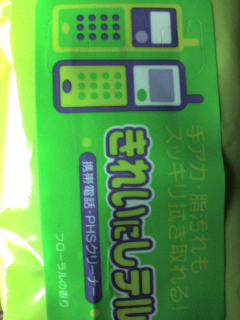 手アカ・脂汚れも
スッキリ拭き取れる!
きれいにしテル
携帯電話・PHSクリーナー
フローラルの香り